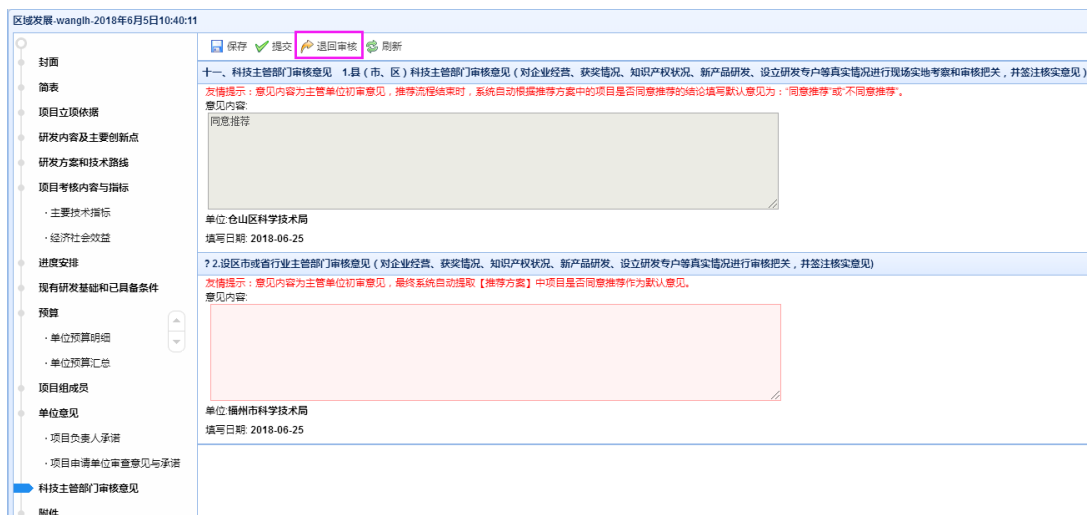 区域发展-wanglh-2018年6月5日10:40:11
保存 提交 退回审核 刷新
封面
简表
项目立项依据
研发内容及主要创新点
研发方案和技术路线
项目考核内容与指标
·主要技术指标
·经济社会效益
进度安排
现有研发基础和已具备条件
预算
·单位预算明细
·单位预算汇总
项目组成员
单位意见
·项目负责人承诺
·项目申请单位审查意见与承诺
科技主管部门审核意见
附件
十一、科技主管部门审核意见 1.县（市、区）科技主管部门审核意见（对企业经营、获奖情况、知识产权状况、新产品研发、设立研发专户等真实情况进行现场实地考察和审核把关，并签注核实意见）
友情提示：意见内容为主管单位初审意见，推荐流程结束时，系统自动根据推荐方案中的项目是否同意推荐的结论填写默认意见为：“同意推荐”或“不同意推荐”。
意见内容:
同意推荐
单位:仓山区科学技术局
填写日期: 2018-06-25
? 2.设区市或省行业主管部门审核意见（对企业经营、获奖情况、知识产权状况、新产品研发、设立研发专户等真实情况进行审核把关，并签注核实意见)
友情提示：意见内容为主管单位初审意见，最终系统自动提取【推荐方案】中项目是否同意推荐作为默认意见。
意见内容:
单位:福州市科学技术局
填写日期: 2018-06-25